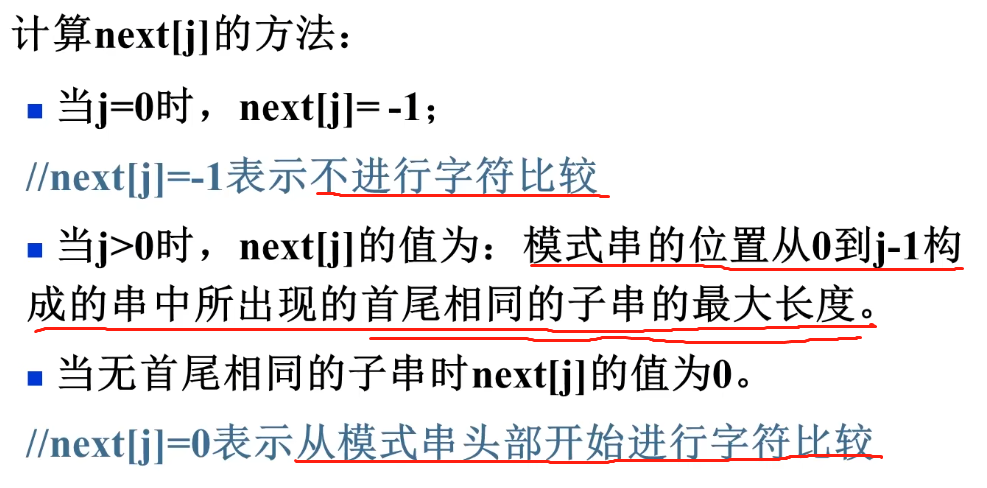 计算next[j]的方法：
当j=0时，next[j]= -1；
//next[j]=-1表示不进行字符比较
当j>0时，next[j]的值为：模式串的位置从0到j-1构
成的串中所出现的首尾相同的子串的最大长度。
当无首尾相同的子串时next[j]的值为0。
//next[j]=0表示从模式串头部开始进行字符比较